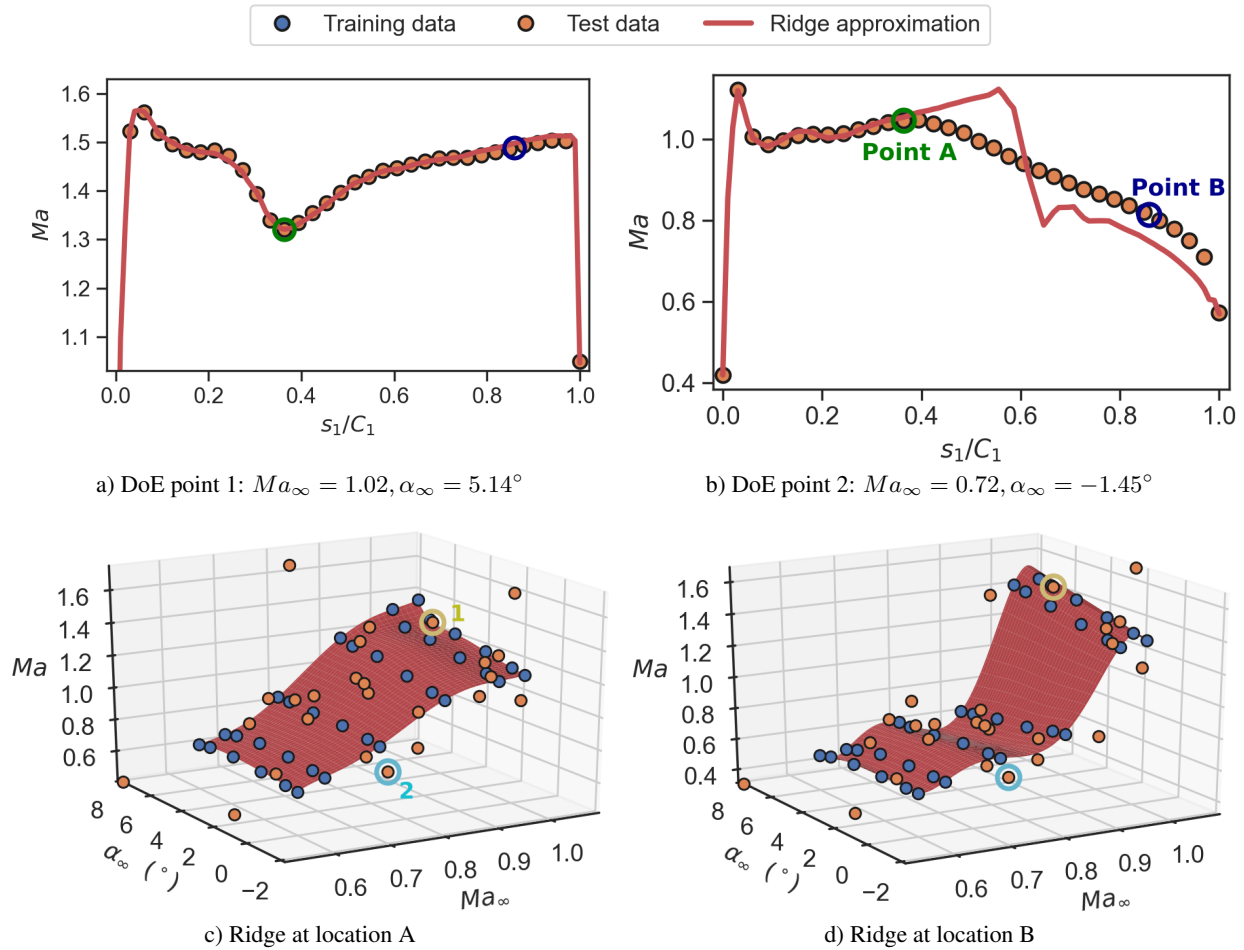 Training data Test data Ridge approximation
1.6
1.5
1.4
1.3
1.2
1.1
Ma
0.0 0.2 0.4 0.6 0.8 1.0
s₁/C₁
1.0
0.8
0.6
0.4
Ma
Point A
Point B
0.0 0.2 0.4 0.6 0.8 1.0
s₁/C₁
a) DoE point 1: Ma∞ = 1.02, α∞ = 5.14°
b) DoE point 2: Ma∞ = 0.72, α∞ = −1.45°
1.6
1.4
1.2
1.0
0.8
0.6
Ma
1
2
8 6 4 2 0 −2
α∞ (°)
0.6 0.7 0.8 0.9 1.0
Ma∞
1.6
1.4
1.2
1.0
0.8
0.6
0.4
Ma
8 6 4 2 0 −2
α∞ (°)
0.6 0.7 0.8 0.9 1.0
Ma∞
c) Ridge at location A
d) Ridge at location B